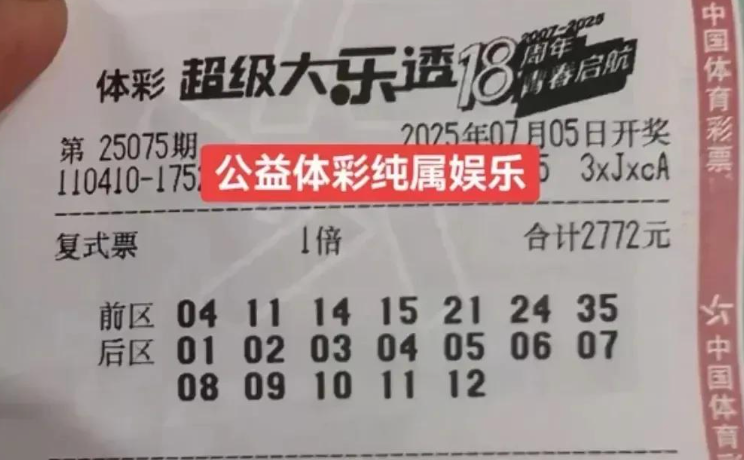 体彩 超级大乐透 18周年 2007-2025 青春启航
第 25075期 2025年07月05日开奖
110410-175 5 3xJxcA
公益体彩纯属娱乐
复式票 1倍 合计2772元
前区 04 11 14 15 21 24 35
后区 01 02 03 04 05 06 07
08 09 10 11 12
中国体育彩票
中国体育彩